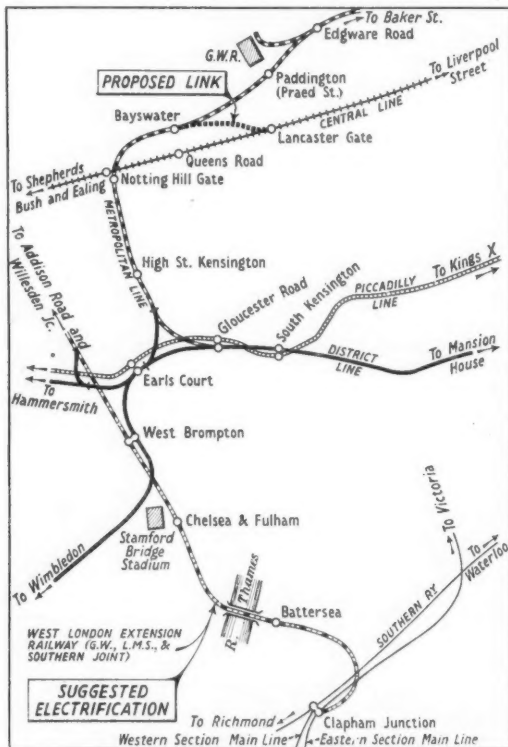 To Baker St.
Edgware Road
G.W.R.
PROPOSED LINK
Paddington
(Praed St.)
To Liverpool
Street
CENTRAL LINE
Bayswater
Lancaster Gate
Queens Road
To Shepherds
Bush and Ealing
Notting Hill Gate
METROPOLITAN LINE
To Addison Road and
Willesden Jc.
High St. Kensington
Gloucester Road
South Kensington
To Kings X
PICCADILLY
LINE
DISTRICT
LINE
To Mansion
House
To
Hammersmith
Earls Court
West Brompton
Chelsea & Fulham
Stamford
Bridge
Stadium
To Wimbledon
R. Thames
Battersea
To Victoria
To
Waterloo
SOUTHERN RY
WEST LONDON EXTENSION
RAILWAY (G.W., L.M.S., &
SOUTHERN JOINT)
SUGGESTED
ELECTRIFICATION
To Richmond
Clapham Junction
Western Section Main Line
Eastern Section Main Line